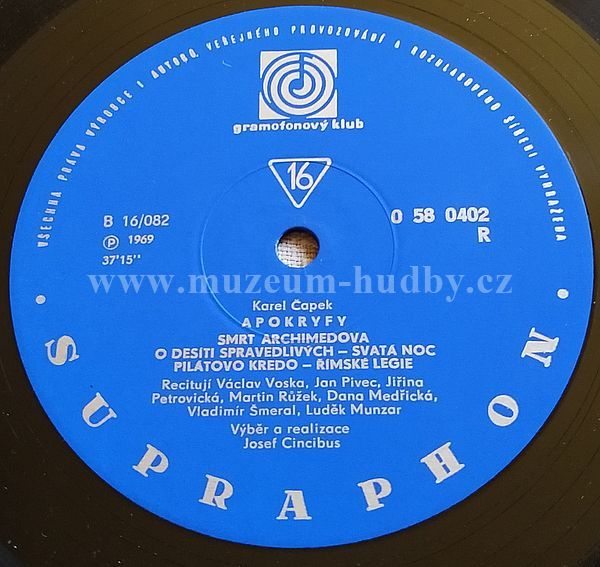 VŠECHNA PRÁVA VÝROBCE I AUTORŮ, VEŘEJNÉHO PROVOZOVÁNÍ A ROZHLASOVÉHO ŠÍŘENÍ VYHRAZENA
gramofonový klub
16
B 16/082
0 58 0402
Ⓟ 1969
R
37'15''
www.muzeum-hudby.cz
Karel Čapek
APOKRYFY
SMRT ARCHIMEDOVA
O DESÍTI SPRAVEDLIVÝCH – SVATÁ NOC
PILÁTOVO KREDO – ŘÍMSKÉ LEGIE
Recitují Václav Voska, Jan Pivec, Jiřina
Petrovická, Martin Růžek, Dana Medřická,
Vladimír Šmeral, Luděk Munzar
Výběr a realizace
Josef Cincibus
• SUPRAPHON •